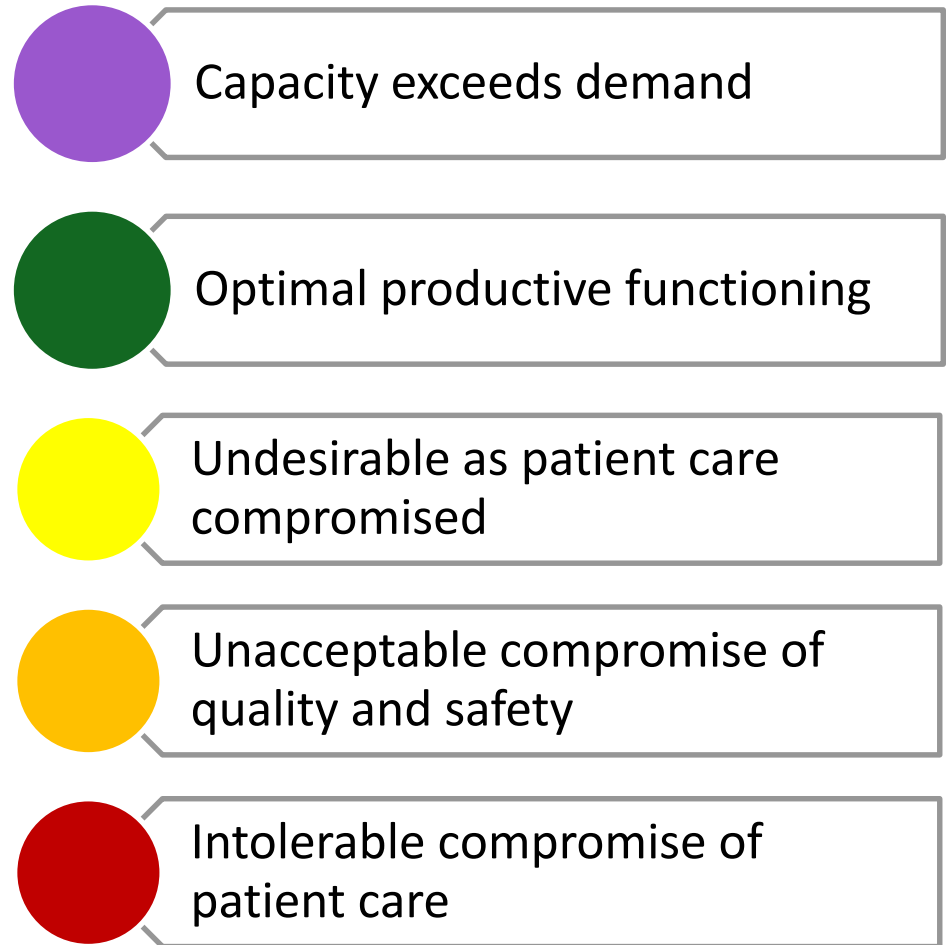 Capacity exceeds demand
Optimal productive functioning
Undesirable as patient care
compromised
Unacceptable compromise of
quality and safety
Intolerable compromise of
patient care